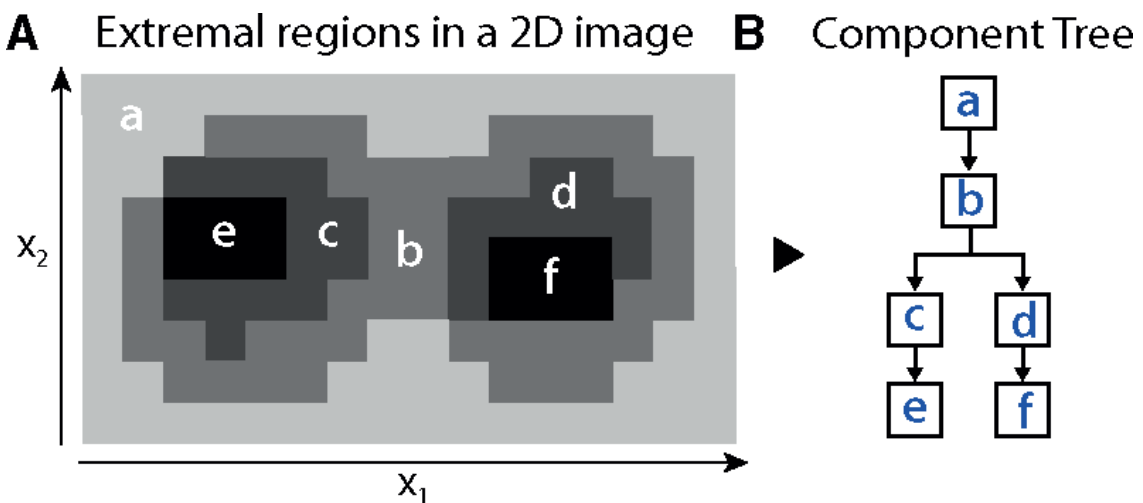 A Extremal regions in a 2D image
a
d
e
c
b
f
x₂
x₁
B Component Tree
a
b
c d
e f